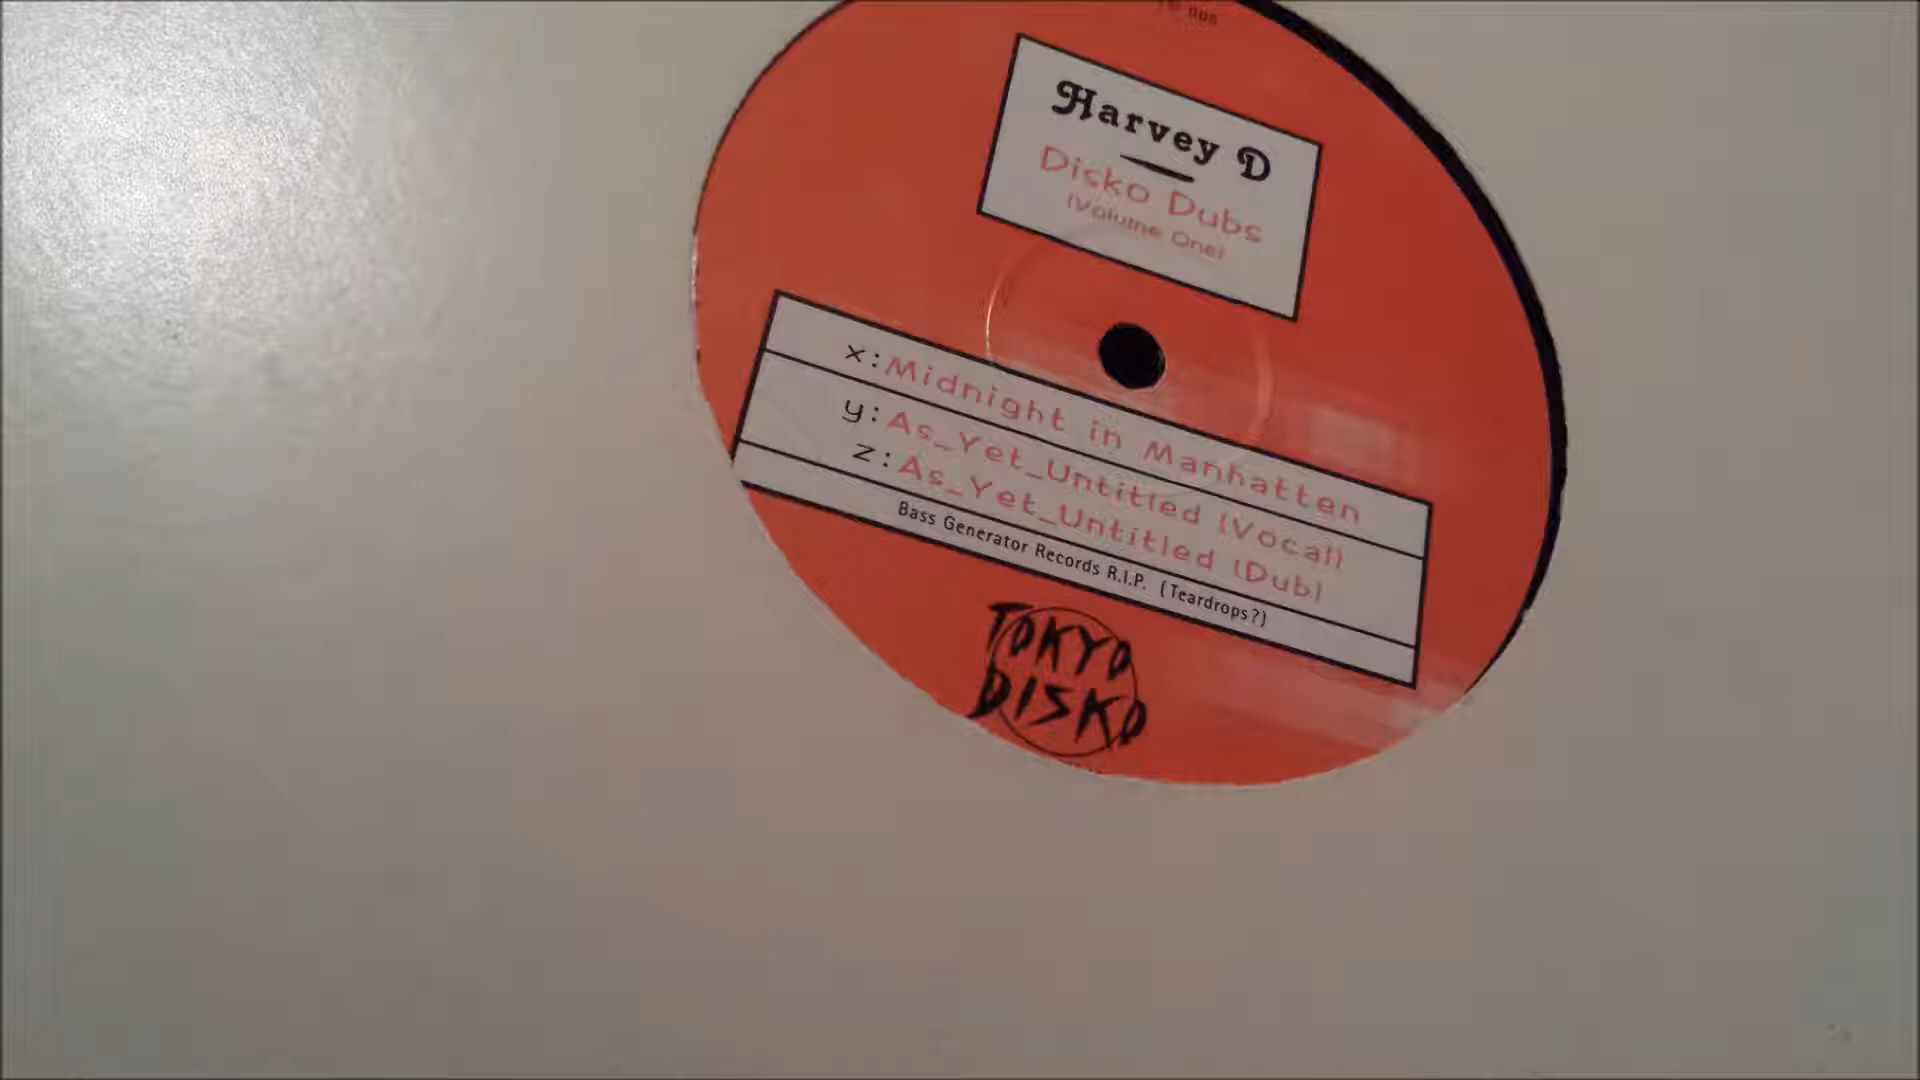 Harvey D
Disko Dubs
(Volume One)
x: Midnight in Manhatten
y: As_Yet_Untitled (Vocal)
z: As_Yet_Untitled (Dub)
Bass Generator Records R.I.P. (Teardrops?)
TOKYO
DISKO